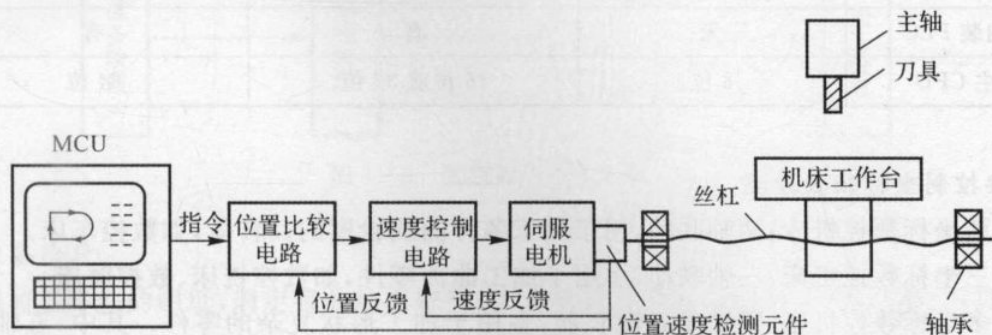 主轴
刀具
MCU
机床工作台
丝杠
指令
位置比较
电路
速度控制
电路
伺服
电机
位置反馈
速度反馈
位置速度检测元件
轴承